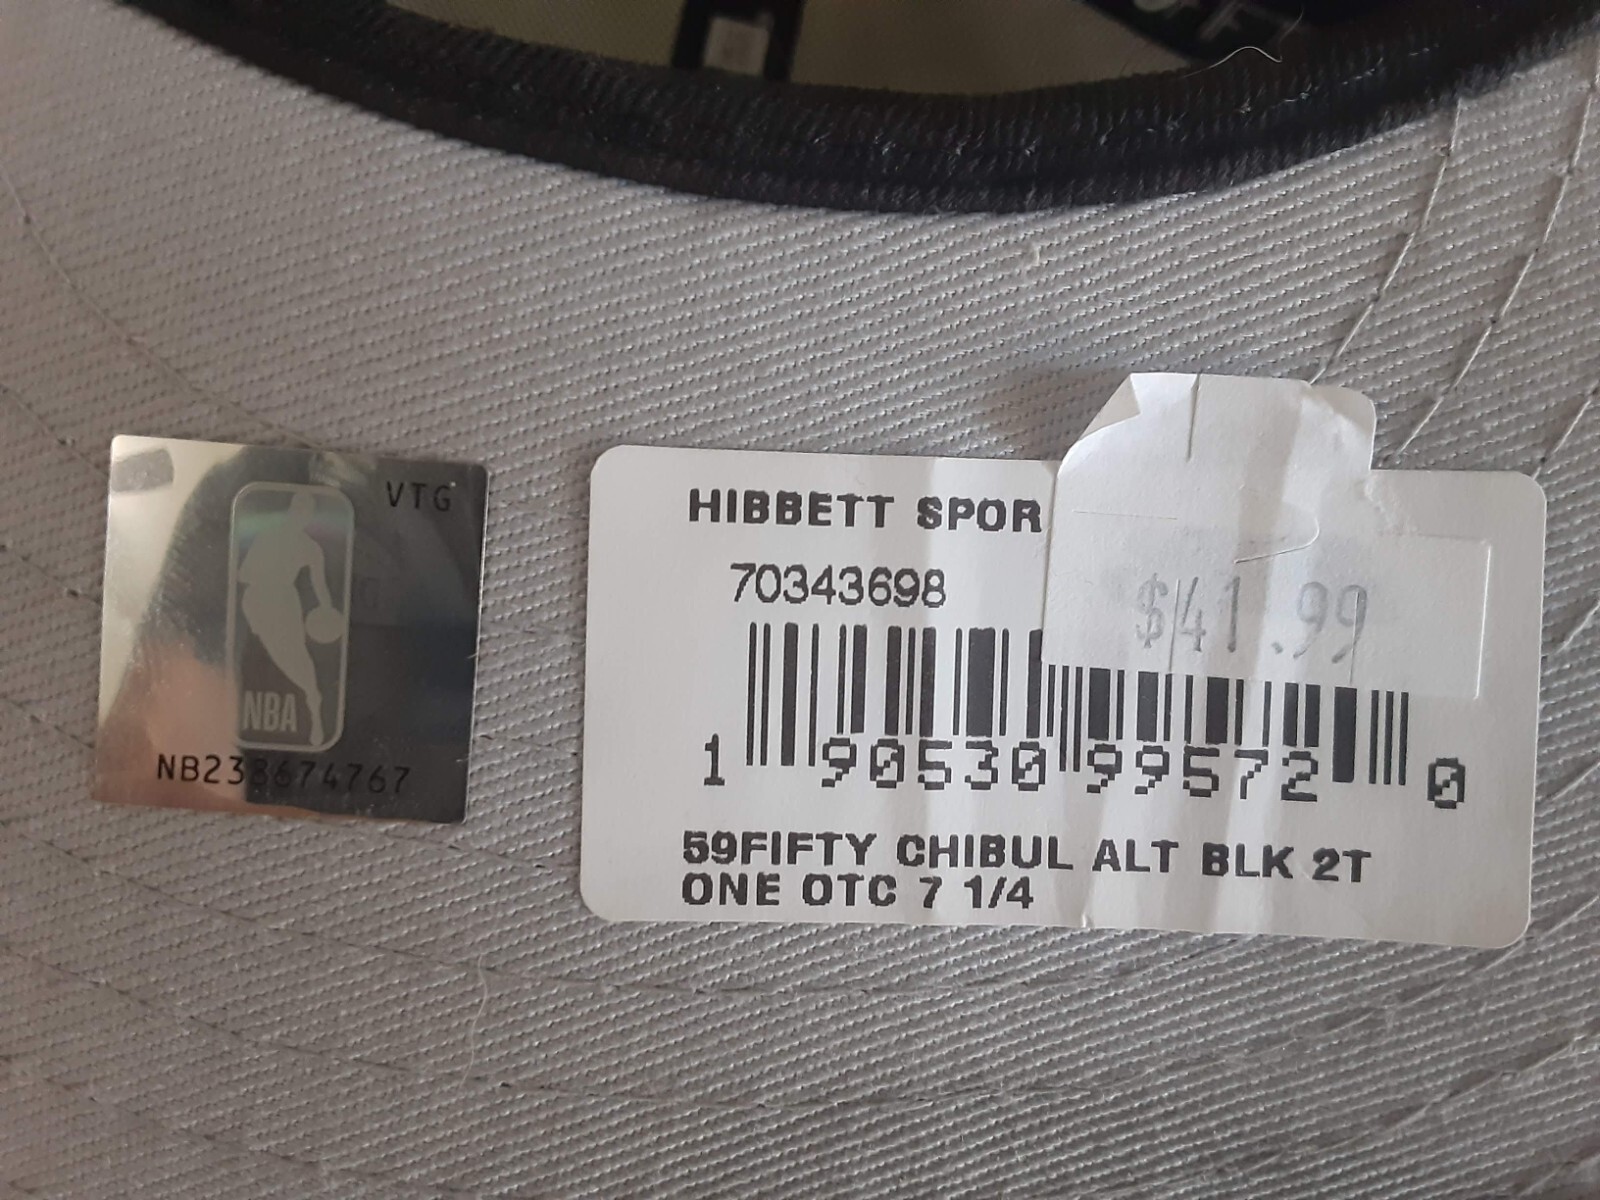 VTG
NBA
NB238674767
HIBBETT SPOR
70343698
$41.99
1 90530 99572 0
59FIFTY CHIBUL ALT BLK 2T
ONE OTC 7 1/4